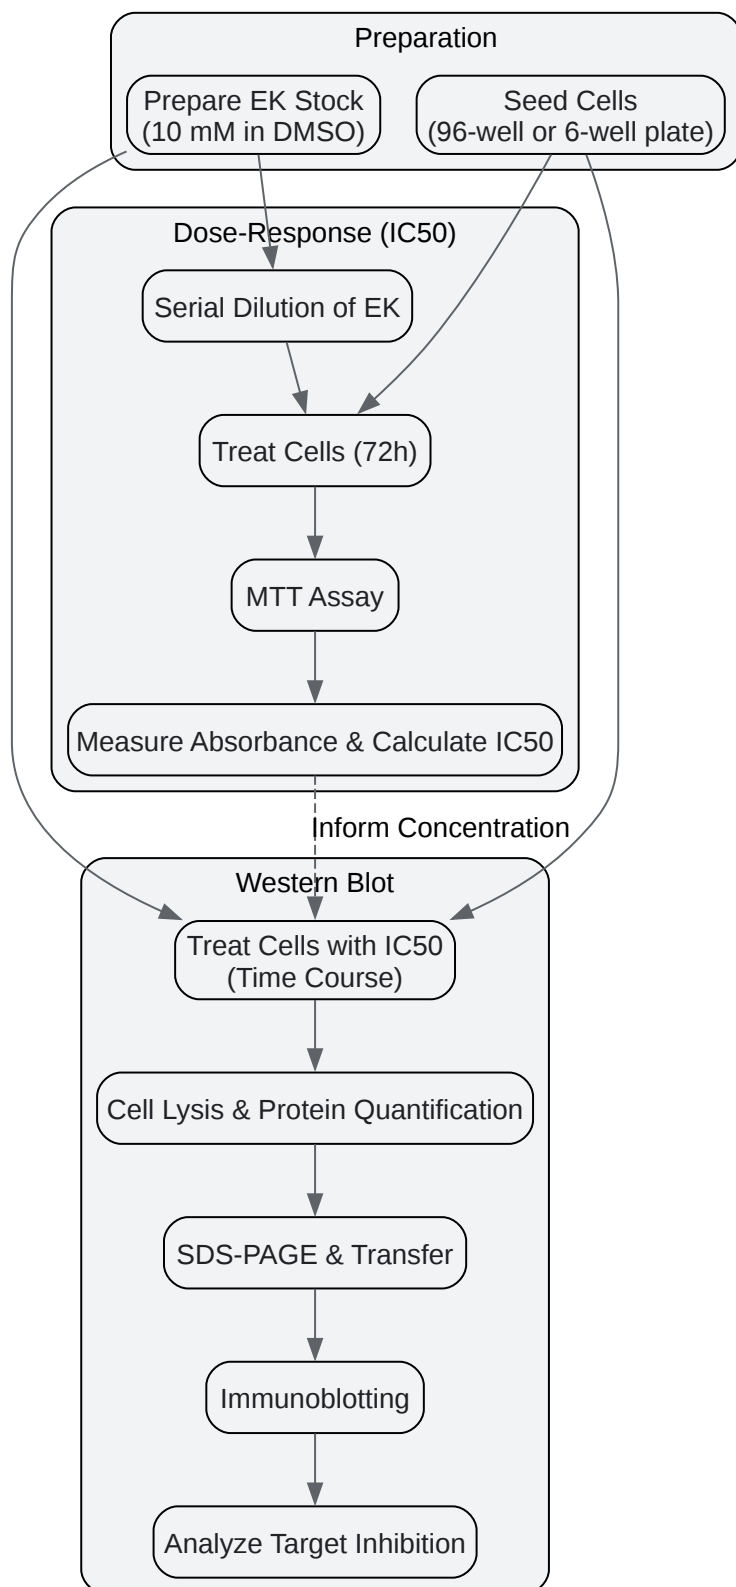 Preparation
Prepare EK Stock
(10 mM in DMSO)
Seed Cells
(96-well or 6-well plate)
Dose-Response (IC50)
Serial Dilution of EK
Treat Cells (72h)
MTT Assay
Measure Absorbance & Calculate IC50
Inform Concentration
Western Blot
Treat Cells with IC50
(Time Course)
Cell Lysis & Protein Quantification
SDS-PAGE & Transfer
Immunoblotting
Analyze Target Inhibition